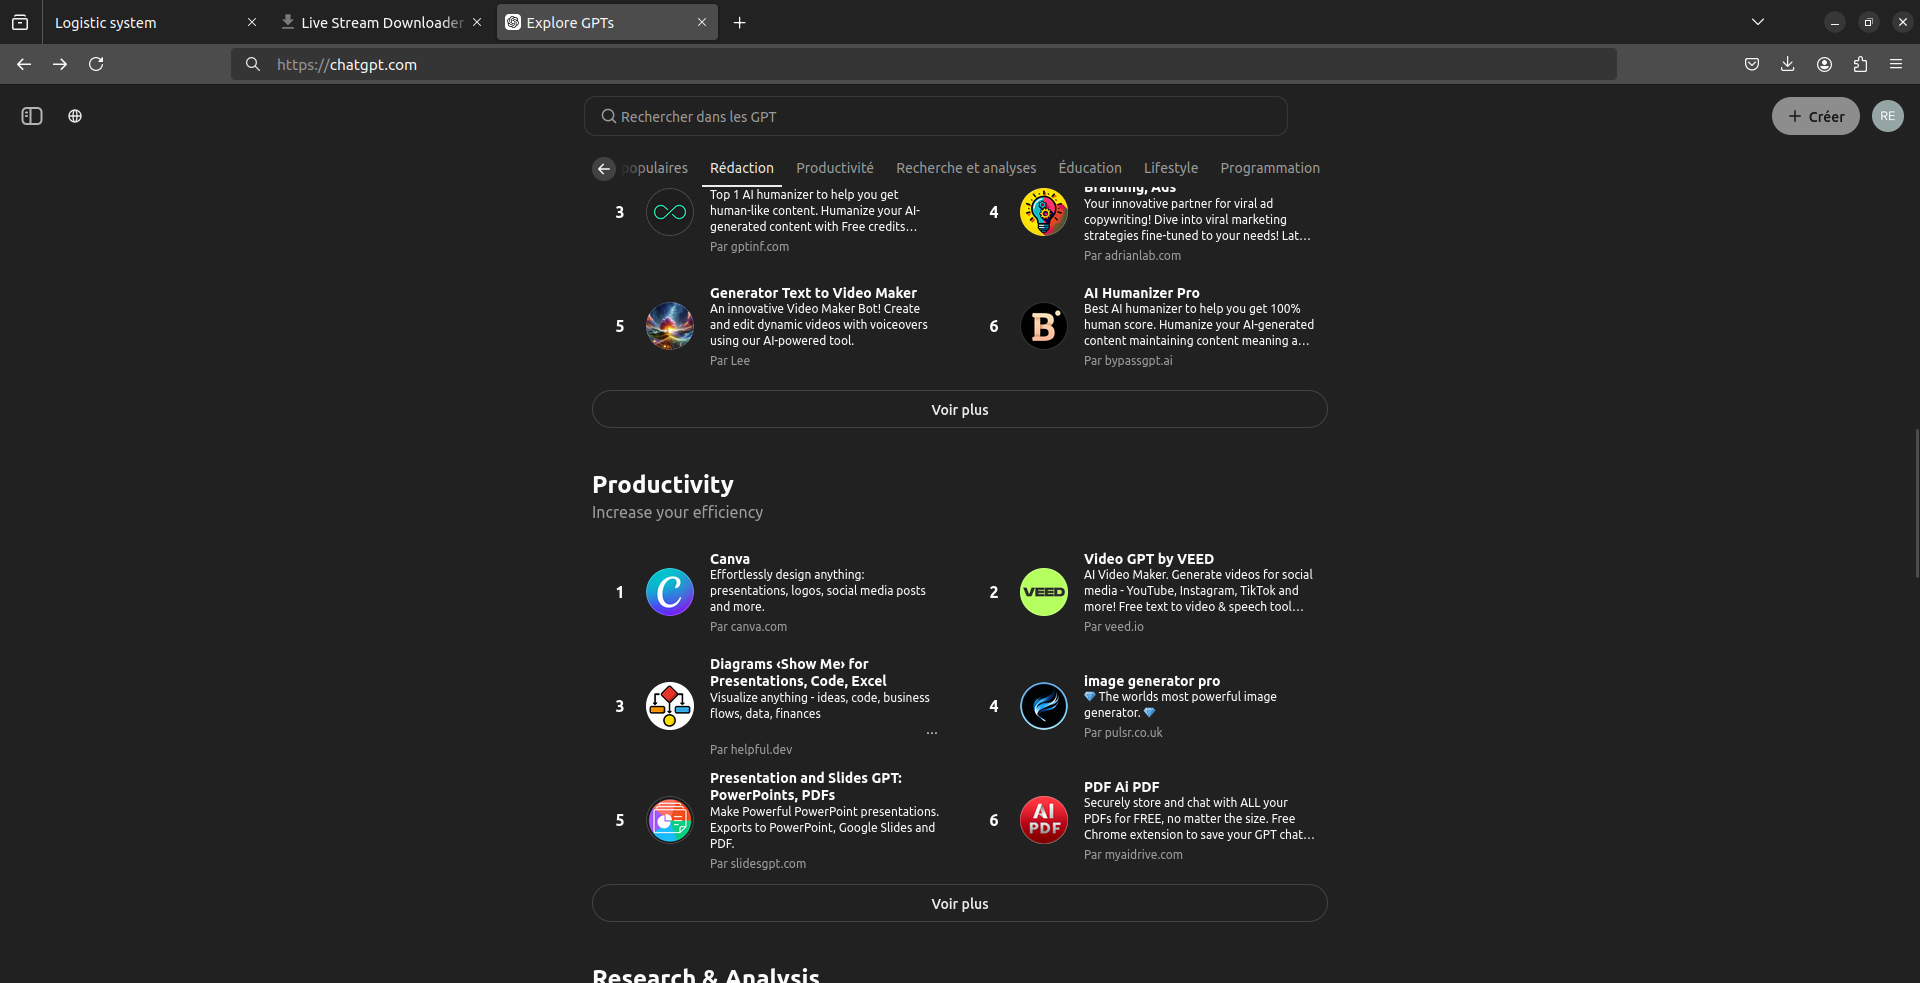 Logistic system
Live Stream Downloader
Explore GPTs
https://chatgpt.com
Rechercher dans les GPT
Créer
RE
populaires
Rédaction
Productivité
Recherche et analyses
Éducation
Lifestyle
Programmation
3
Top 1 AI humanizer to help you get
human-like content. Humanize your AI-
generated content with Free credits…
Par gptinf.com
4
Branding, Ads
Your innovative partner for viral ad
copywriting! Dive into viral marketing
strategies fine-tuned to your needs! Lat…
Par adrianlab.com
5
Generator Text to Video Maker
An innovative Video Maker Bot! Create
and edit dynamic videos with voiceovers
using our AI-powered tool.
Par Lee
6
B
AI Humanizer Pro
Best AI humanizer to help you get 100%
human score. Humanize your AI-generated
content maintaining content meaning a…
Par bypassgpt.ai
Voir plus
Productivity
Increase your efficiency
1
C
Canva
Effortlessly design anything:
presentations, logos, social media posts
and more.
Par canva.com
2
VEED
Video GPT by VEED
AI Video Maker. Generate videos for social
media - YouTube, Instagram, TikTok and
more! Free text to video & speech tool…
Par veed.io
3
Diagrams ‹Show Me› for
Presentations, Code, Excel
Visualize anything - ideas, code, business
flows, data, finances
…
Par helpful.dev
4
image generator pro
💎 The worlds most powerful image
generator. 💎
Par pulsr.co.uk
5
Presentation and Slides GPT:
PowerPoints, PDFs
Make Powerful PowerPoint presentations.
Exports to PowerPoint, Google Slides and
PDF.
Par slidesgpt.com
6
AI
PDF
PDF Ai PDF
Securely store and chat with ALL your
PDFs for FREE, no matter the size. Free
Chrome extension to save your GPT chat…
Par myaidrive.com
Voir plus
Research & Analysis